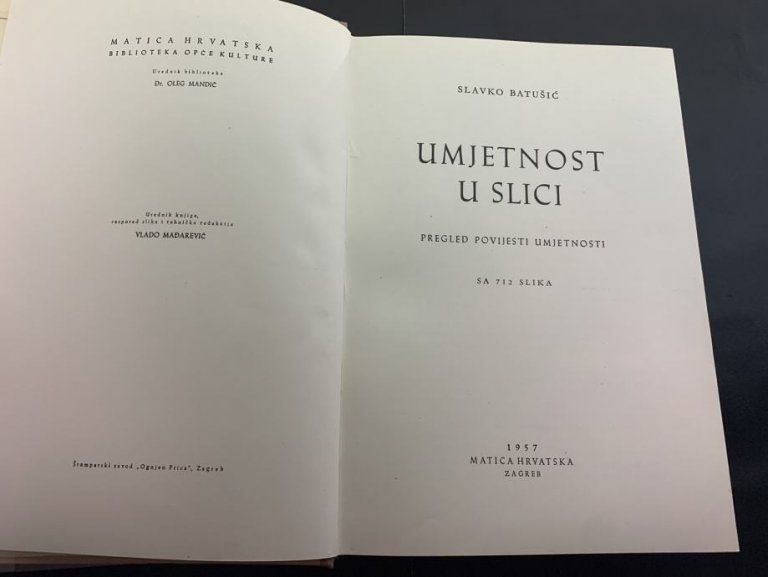 MATICA HRVATSKA
BIBLIOTEKA OPĆE KULTURE
Urednik biblioteke
Dr. OLEG MANDIĆ
Urednik knjige,
raspored slika i tehnička redakcija
VLADO MAĐAREVIĆ
Štamparski zavod „Ognjen Prica", Zagreb
SLAVKO BATUŠIĆ
UMJETNOST
U SLICI
PREGLED POVIJESTI UMJETNOSTI
SA 712 SLIKA
1957
MATICA HRVATSKA
ZAGREB